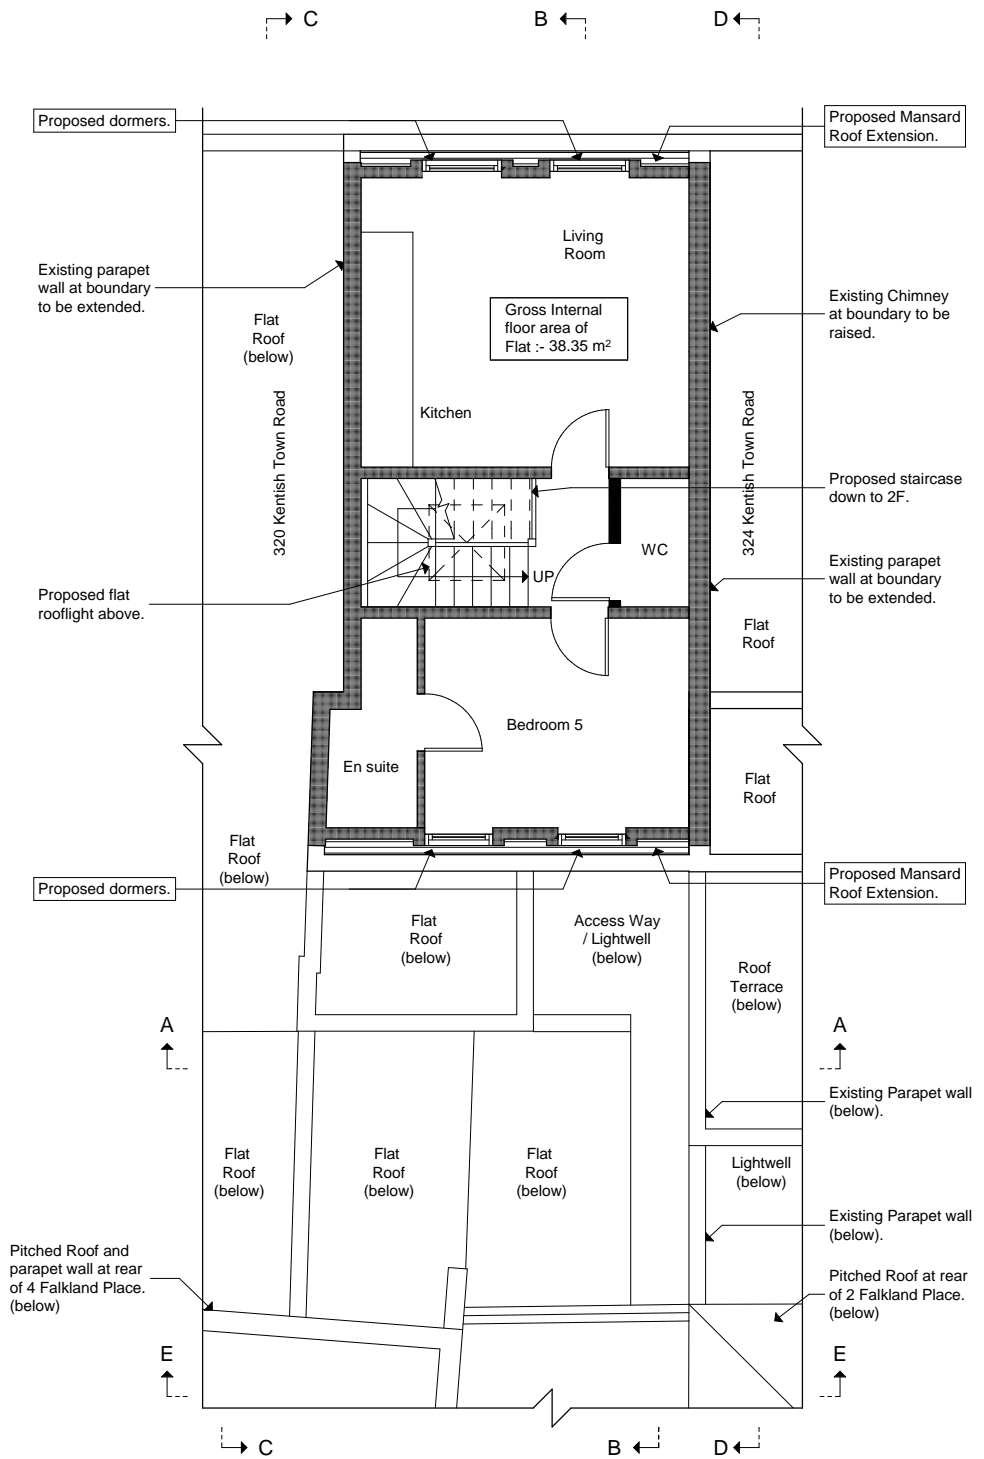 C
B
D
Proposed dormers.
Proposed Mansard
Roof Extension.
Living
Room
Existing parapet
wall at boundary
to be extended.
Gross Internal
floor area of
Flat :- 38.35 m²
Existing Chimney
at boundary to be
raised.
Flat
Roof
(below)
320 Kentish Town Road
324 Kentish Town Road
Kitchen
Proposed staircase
down to 2F.
WC
UP
Existing parapet
wall at boundary
to be extended.
Proposed flat
rooflight above.
Flat
Roof
Bedroom 5
En suite
Flat
Roof
Flat
Roof
(below)
Proposed dormers.
Proposed Mansard
Roof Extension.
Flat
Roof
(below)
Access Way
/ Lightwell
(below)
Roof
Terrace
(below)
A
A
Existing Parapet wall
(below).
Flat
Roof
(below)
Flat
Roof
(below)
Flat
Roof
(below)
Lightwell
(below)
Existing Parapet wall
(below).
Pitched Roof and
parapet wall at rear
of 4 Falkland Place.
(below)
Pitched Roof at rear
of 2 Falkland Place.
(below)
E
E
C
B
D